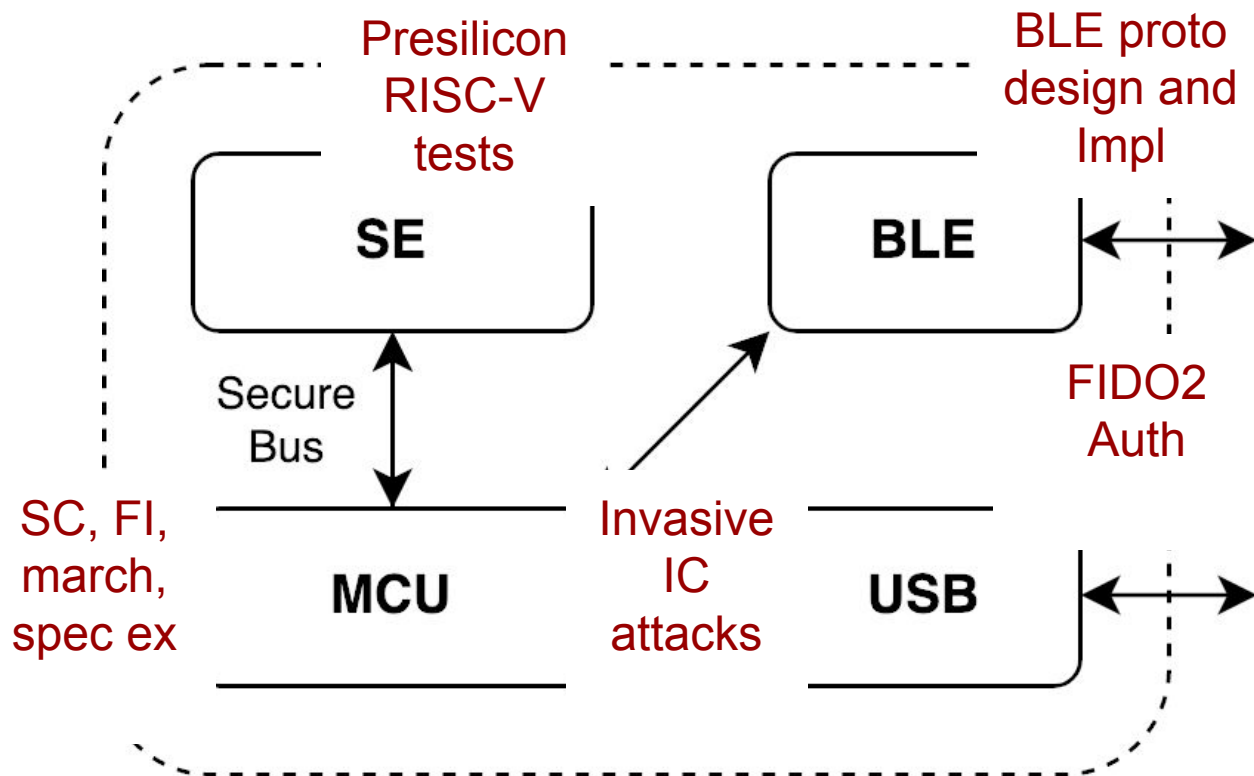 Presilicon
RISC-V
tests
BLE proto
design and
Impl
SE
BLE
Secure
Bus
FIDO2
Auth
SC, FI,
march,
spec ex
MCU
Invasive
IC
attacks
USB